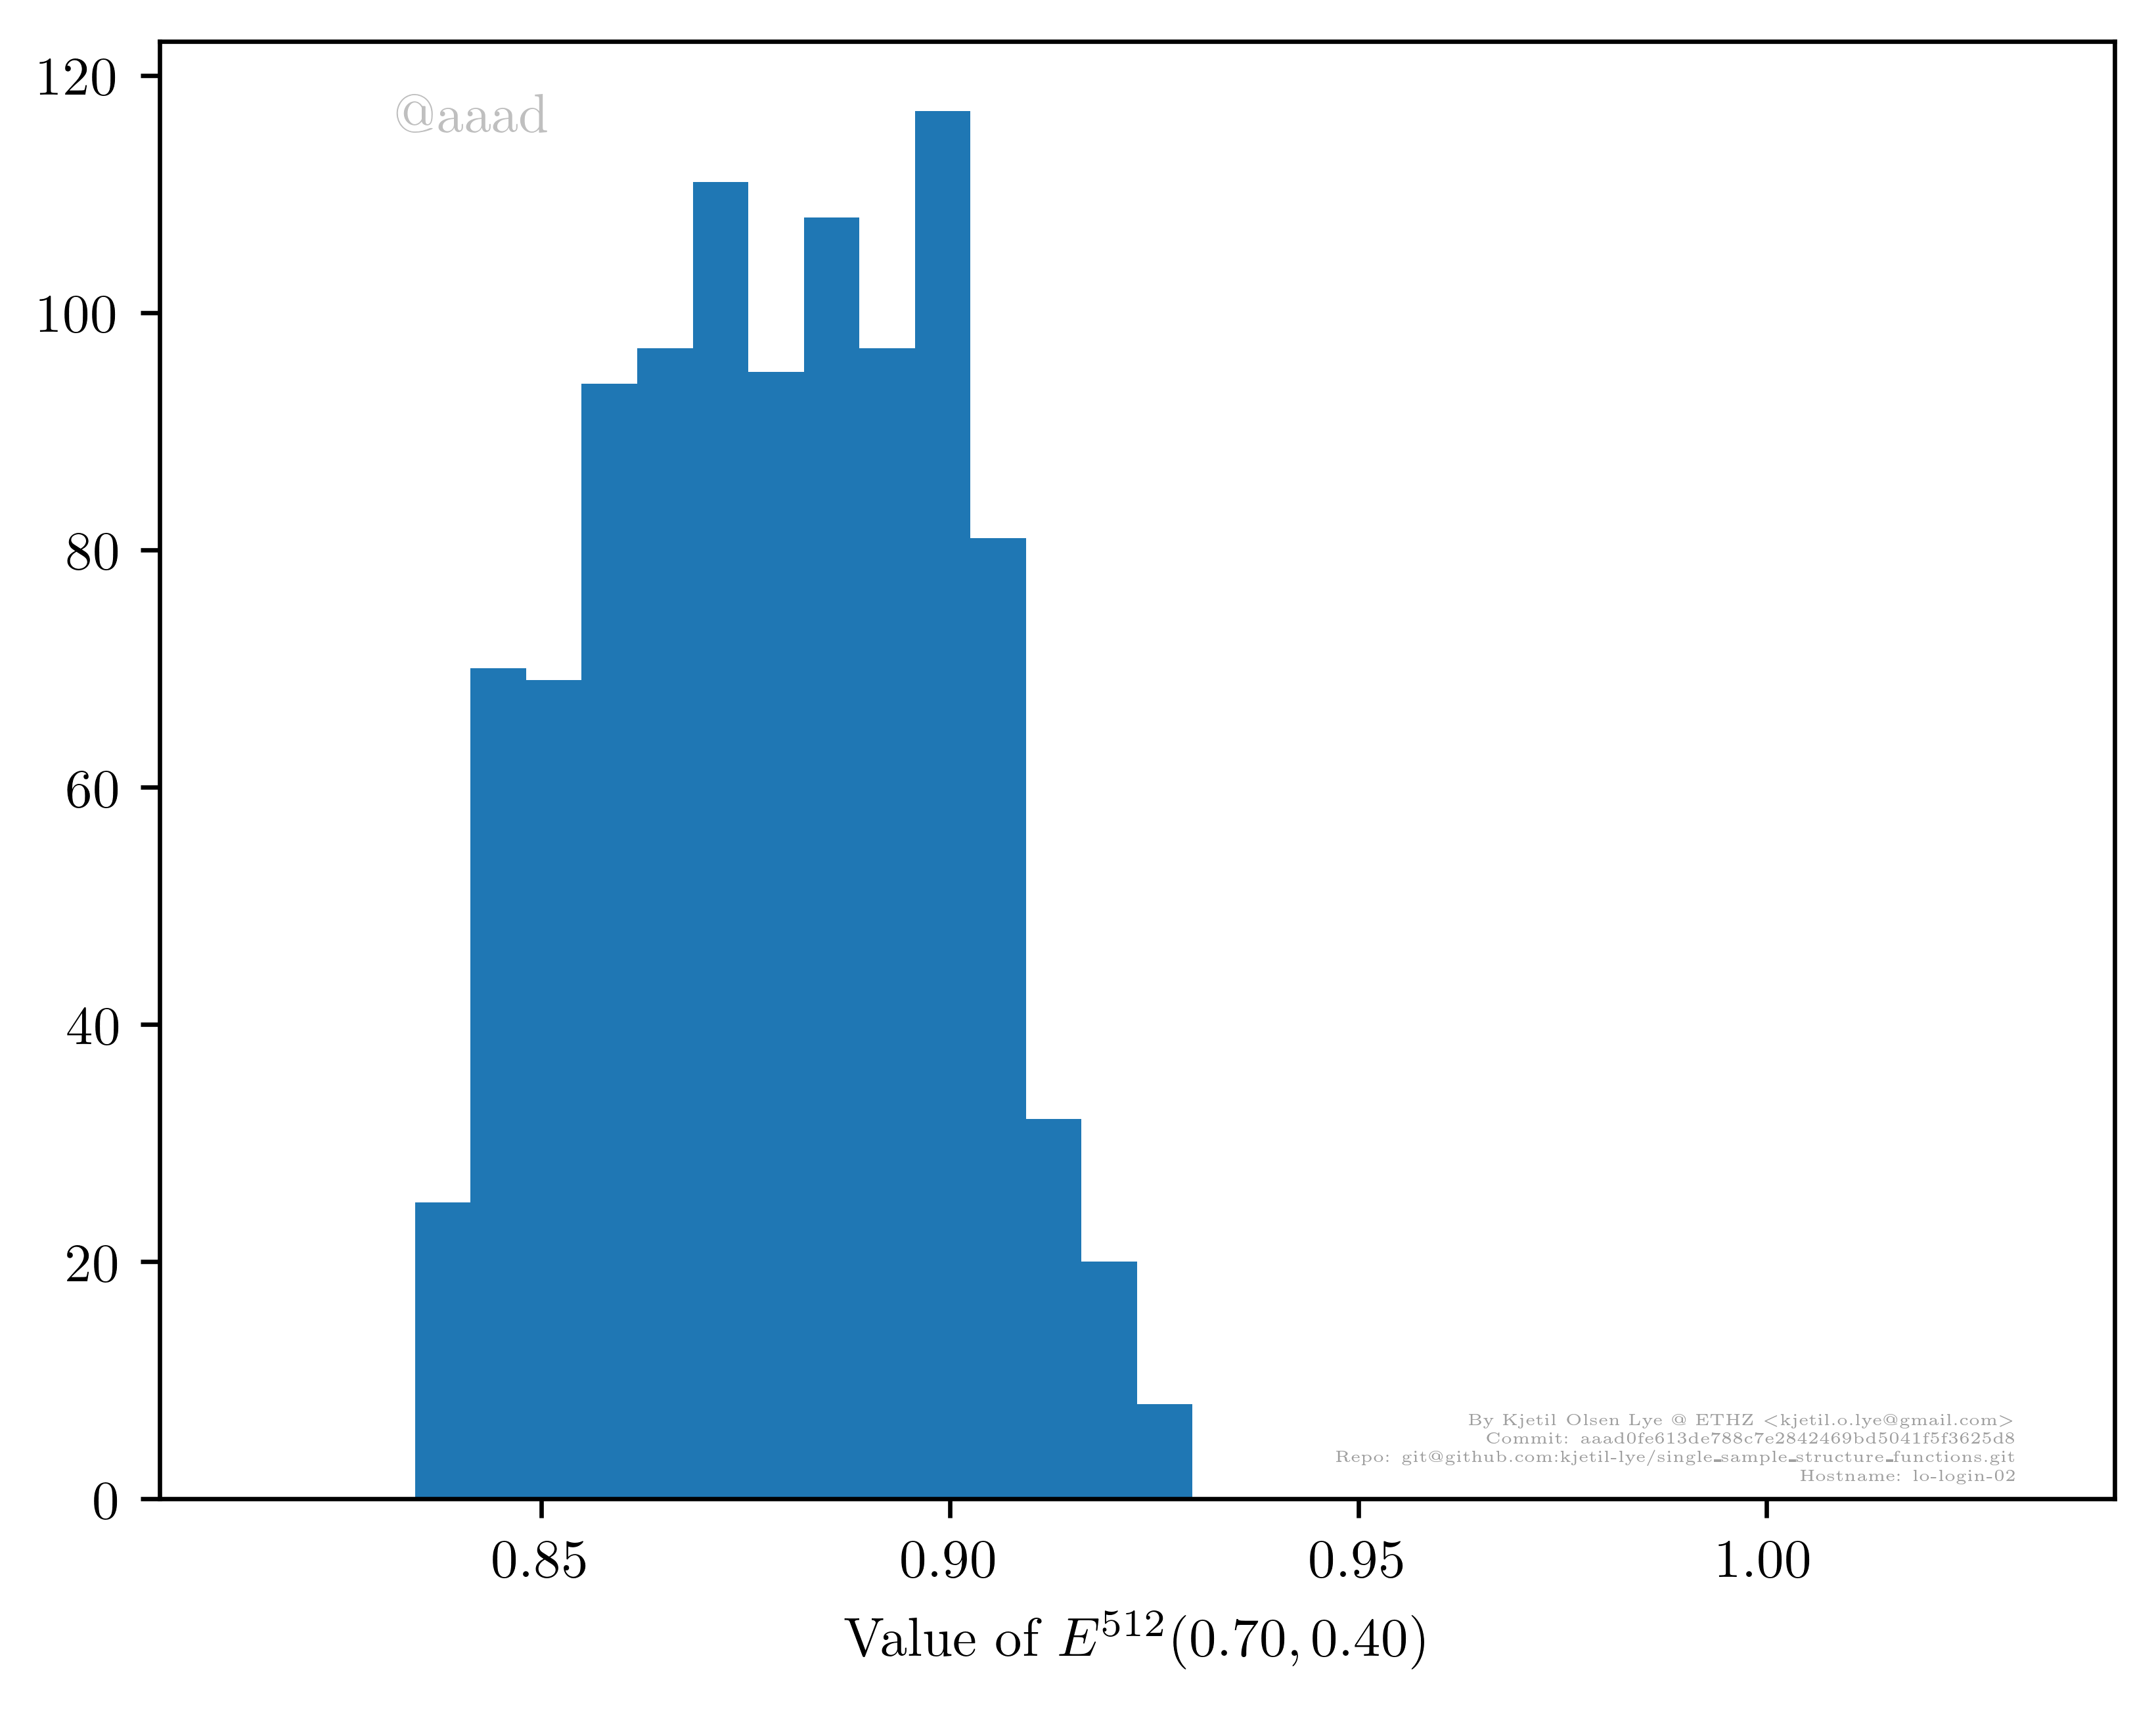 @aaad
120
100
80
60
40
20
0
By Kjetil Olsen Lye @ ETHZ <kjetil.o.lye@gmail.com>
Commit: aaad0fe613de788c7e2842469bd5041f5f3625d8
Repo: git@github.com:kjetil-lye/single_sample_structure_functions.git
Hostname: lo-login-02
0.85 0.90 0.95 1.00
Value of E^512(0.70, 0.40)